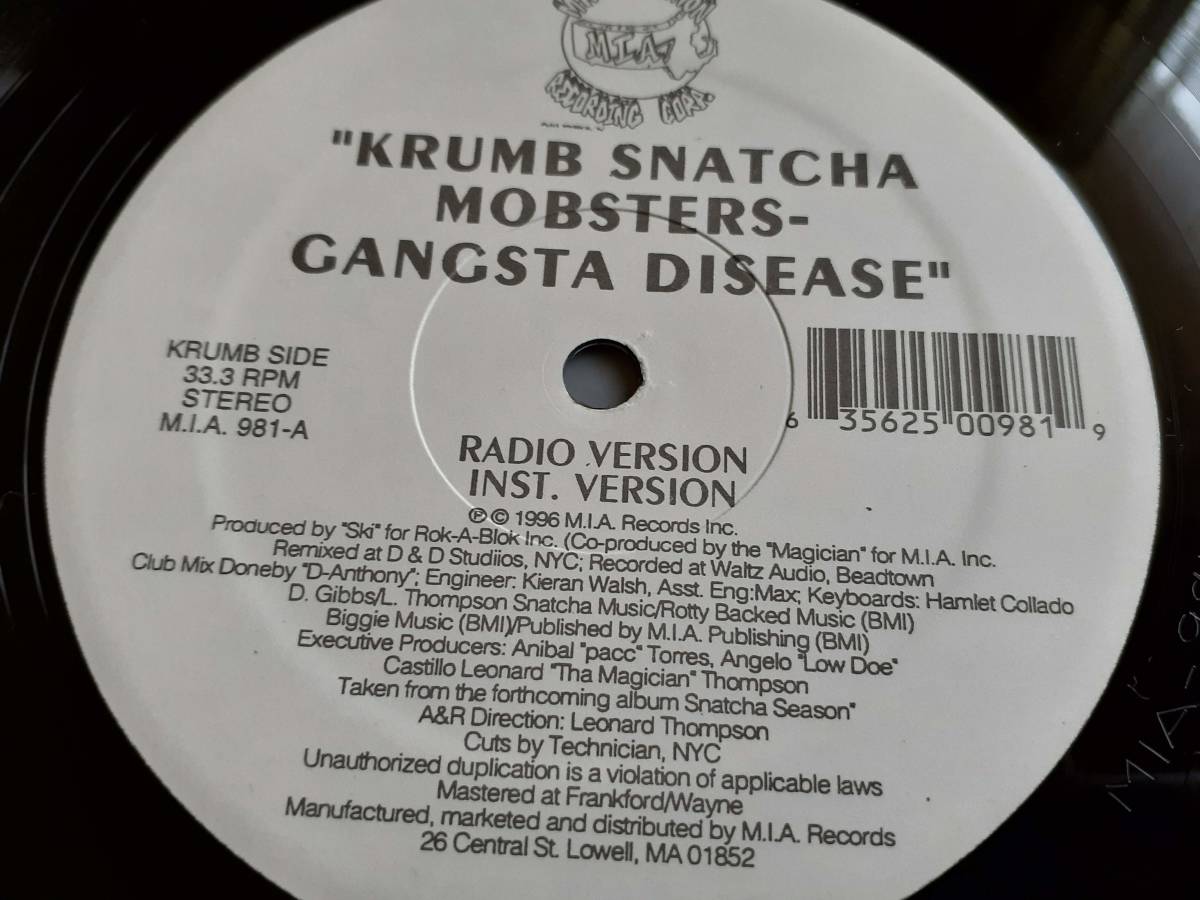 M.I.A.
RECORDING CORP.
"KRUMB SNATCHA
MOBSTERS-
GANGSTA DISEASE"
KRUMB SIDE
33.3 RPM
STEREO
M.I.A. 981-A
6 35625 00981 9
RADIO VERSION
INST. VERSION
℗ © 1996 M.I.A. Records Inc.
Produced by "Ski" for Rok-A-Blok Inc. (Co-produced by the "Magician" for M.I.A. Inc.
Remixed at D & D Studiios, NYC; Recorded at Waltz Audio, Beadtown
Club Mix Doneby "D-Anthony"; Engineer: Kieran Walsh, Asst. Eng:Max; Keyboards: Hamlet Collado
D. Gibbs/L. Thompson Snatcha Music/Rotty Backed Music (BMI)
Biggie Music (BMI)/Published by M.I.A. Publishing (BMI)
Executive Producers: Anibal "pacc" Torres, Angelo "Low Doe"
Castillo Leonard "Tha Magician" Thompson
Taken from the forthcoming album Snatcha Season"
A&R Direction: Leonard Thompson
Cuts by Technician, NYC
Unauthorized duplication is a violation of applicable laws
Mastered at Frankford/Wayne
Manufactured, marketed and distributed by M.I.A. Records
26 Central St. Lowell, MA 01852
MIA-